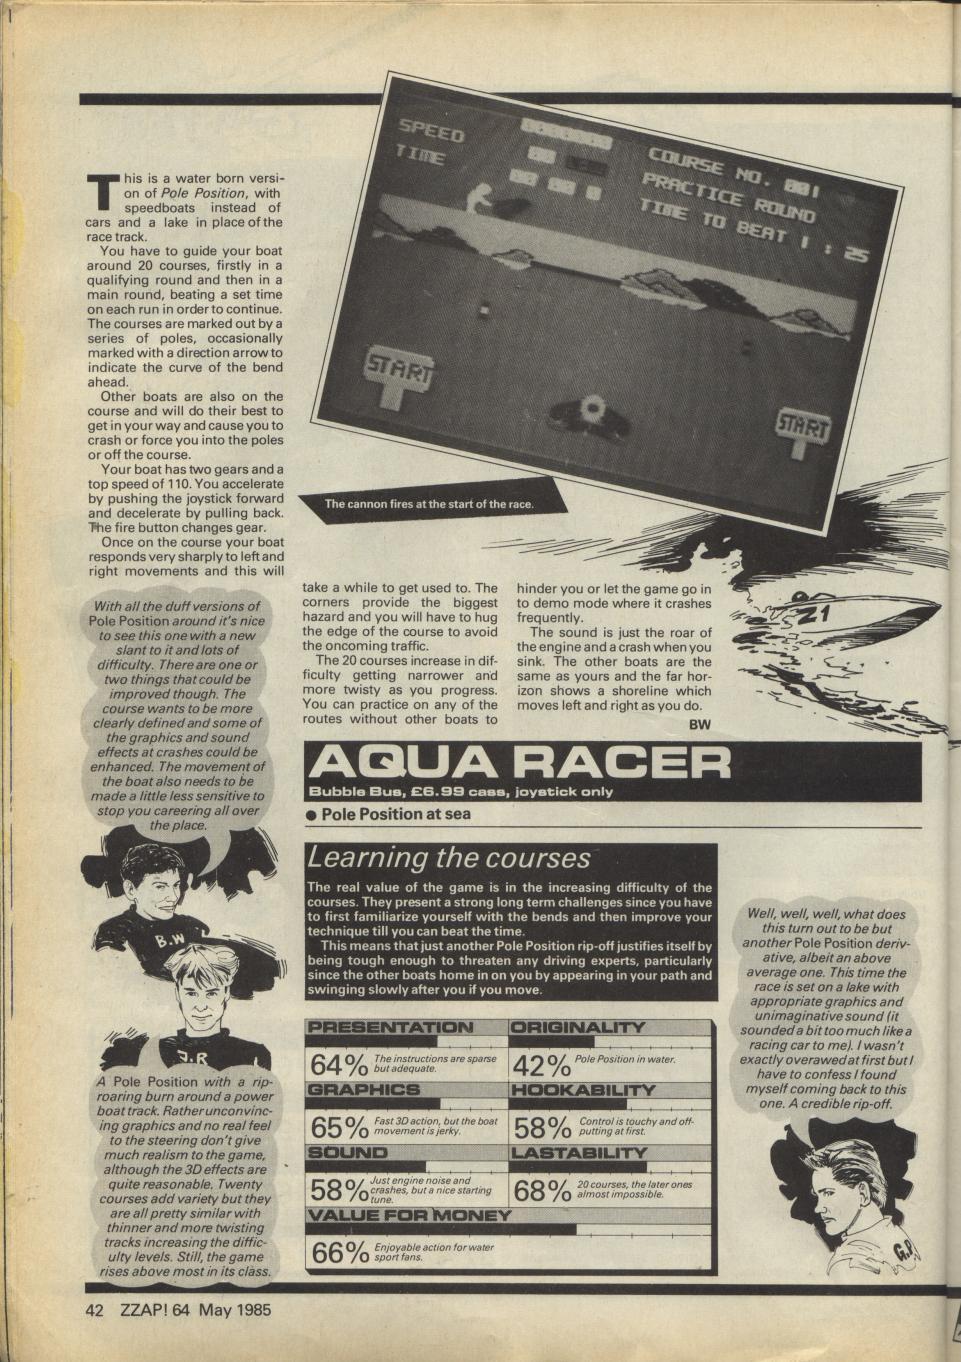 SPEED
TIME
COURSE NO. 001
PRACTICE ROUND
TIME TO BEAT 1 : 25
START
START
The cannon fires at the start of the race.
This is a water born versi-
on of Pole Position, with
speedboats instead of
cars and a lake in place of the
race track.
You have to guide your boat
around 20 courses, firstly in a
qualifying round and then in a
main round, beating a set time
on each run in order to continue.
The courses are marked out by a
series of poles, occasionally
marked with a direction arrow to
indicate the curve of the bend
ahead.
Other boats are also on the
course and will do their best to
get in your way and cause you to
crash or force you into the poles
or off the course.
Your boat has two gears and a
top speed of 110. You accelerate
by pushing the joystick forward
and decelerate by pulling back.
The fire button changes gear.
Once on the course your boat
responds very sharply to left and
right movements and this will
take a while to get used to. The
corners provide the biggest
hazard and you will have to hug
the edge of the course to avoid
the oncoming traffic.
The 20 courses increase in dif-
ficulty getting narrower and
more twisty as you progress.
You can practice on any of the
routes without other boats to
hinder you or let the game go in
to demo mode where it crashes
frequently.
The sound is just the roar of
the engine and a crash when you
sink. The other boats are the
same as yours and the far hor-
izon shows a shoreline which
moves left and right as you do.
BW
Z1
With all the duff versions of
Pole Position around it's nice
to see this one with a new
slant to it and lots of
difficulty. There are one or
two things that could be
improved though. The
course wants to be more
clearly defined and some of
the graphics and sound
effects at crashes could be
enhanced. The movement of
the boat also needs to be
made a little less sensitive to
stop you careering all over
the place.
B.W
J.R
A Pole Position with a rip-
roaring burn around a power
boat track. Rather unconvinc-
ing graphics and no real feel
to the steering don't give
much realism to the game,
although the 3D effects are
quite reasonable. Twenty
courses add variety but they
are all pretty similar with
thinner and more twisting
tracks increasing the diffic-
ulty levels. Still, the game
rises above most in its class.
AQUA RACER
Bubble Bus, £6.99 cass, joystick only
● Pole Position at sea
Learning the courses
The real value of the game is in the increasing difficulty of the
courses. They present a strong long term challenges since you have
to first familiarize yourself with the bends and then improve your
technique till you can beat the time.
This means that just another Pole Position rip-off justifies itself by
being tough enough to threaten any driving experts, particularly
since the other boats home in on you by appearing in your path and
swinging slowly after you if you move.
PRESENTATION
64% The instructions are sparse
but adequate.
ORIGINALITY
42% Pole Position in water.
GRAPHICS
65% Fast 3D action, but the boat
movement is jerky.
HOOKABILITY
58% Control is touchy and off-
putting at first.
SOUND
58% Just engine noise and
crashes, but a nice starting
tune.
LASTABILITY
68% 20 courses, the later ones
almost impossible.
VALUE FOR MONEY
66% Enjoyable action for water
sport fans.
Well, well, well, what does
this turn out to be but
another Pole Position deriv-
ative, albeit an above
average one. This time the
race is set on a lake with
appropriate graphics and
unimaginative sound (it
sounded a bit too much like a
racing car to me). I wasn't
exactly overawed at first but I
have to confess I found
myself coming back to this
one. A credible rip-off.
G.P
42 ZZAP! 64 May 1985